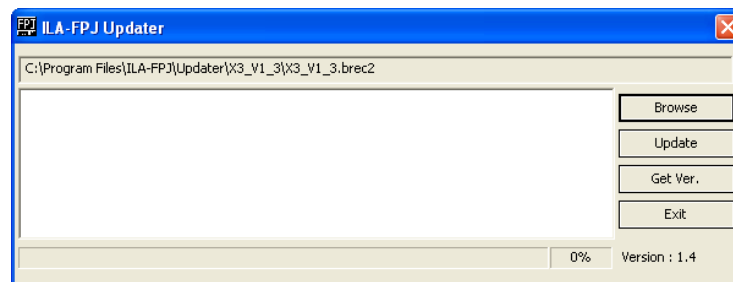 FPJ ILA-FPJ Updater
C:\Program Files\ILA-FPJ\Updater\X3_V1_3\X3_V1_3.brec2
Browse
Update
Get Ver.
Exit
0% Version : 1.4